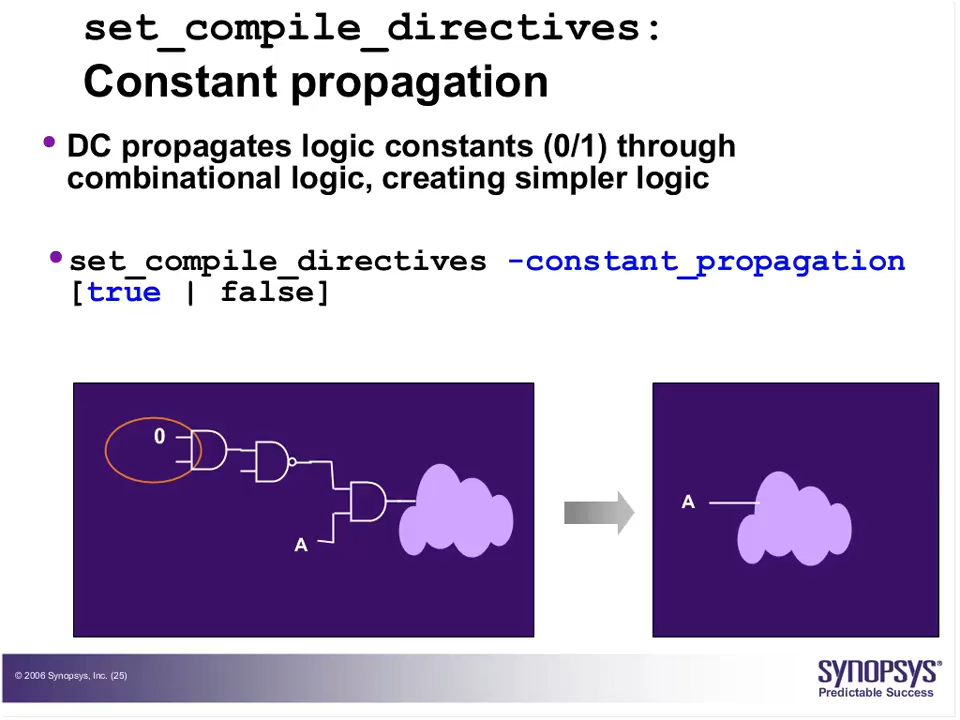 set_compile_directives:
Constant propagation
• DC propagates logic constants (0/1) through
combinational logic, creating simpler logic
• set_compile_directives -constant_propagation
[true | false]
0
A
A
© 2006 Synopsys, Inc. (25)
SYNOPSYS®
Predictable Success